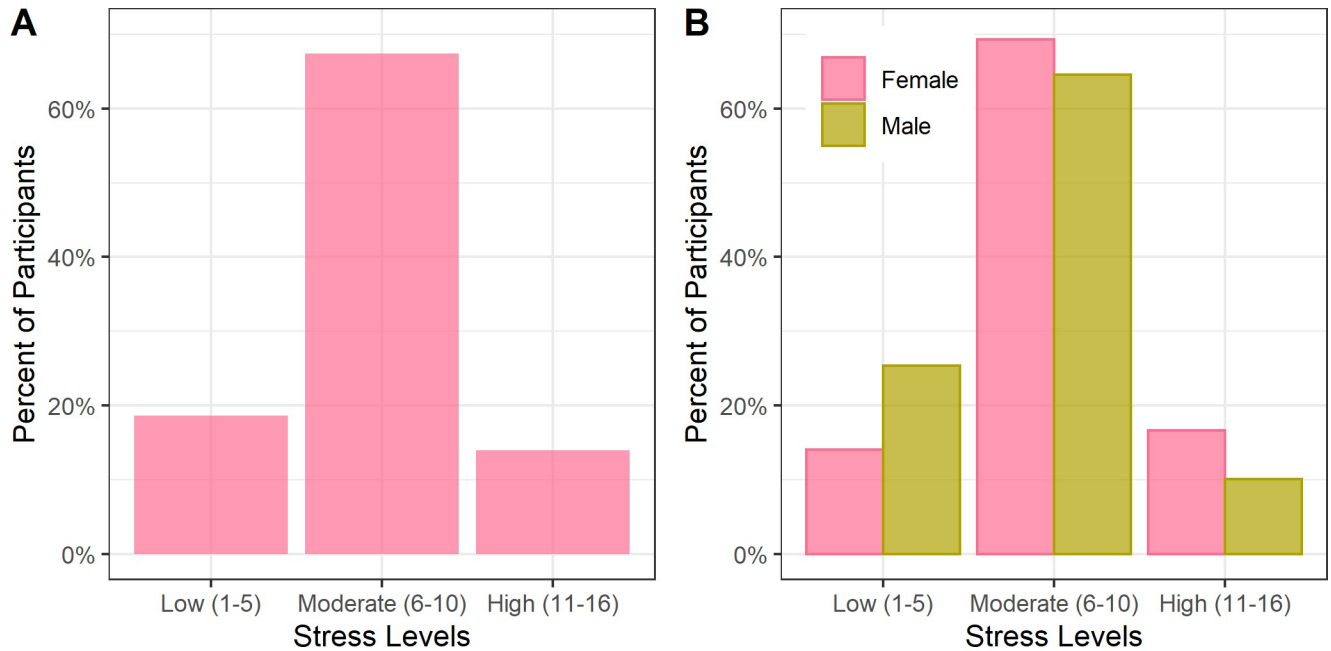 A
Percent of Participants
60%
40%
20%
0%
Low (1-5) Moderate (6-10) High (11-16)
Stress Levels
B
Female
Male
Percent of Participants
60%
40%
20%
0%
Low (1-5) Moderate (6-10) High (11-16)
Stress Levels